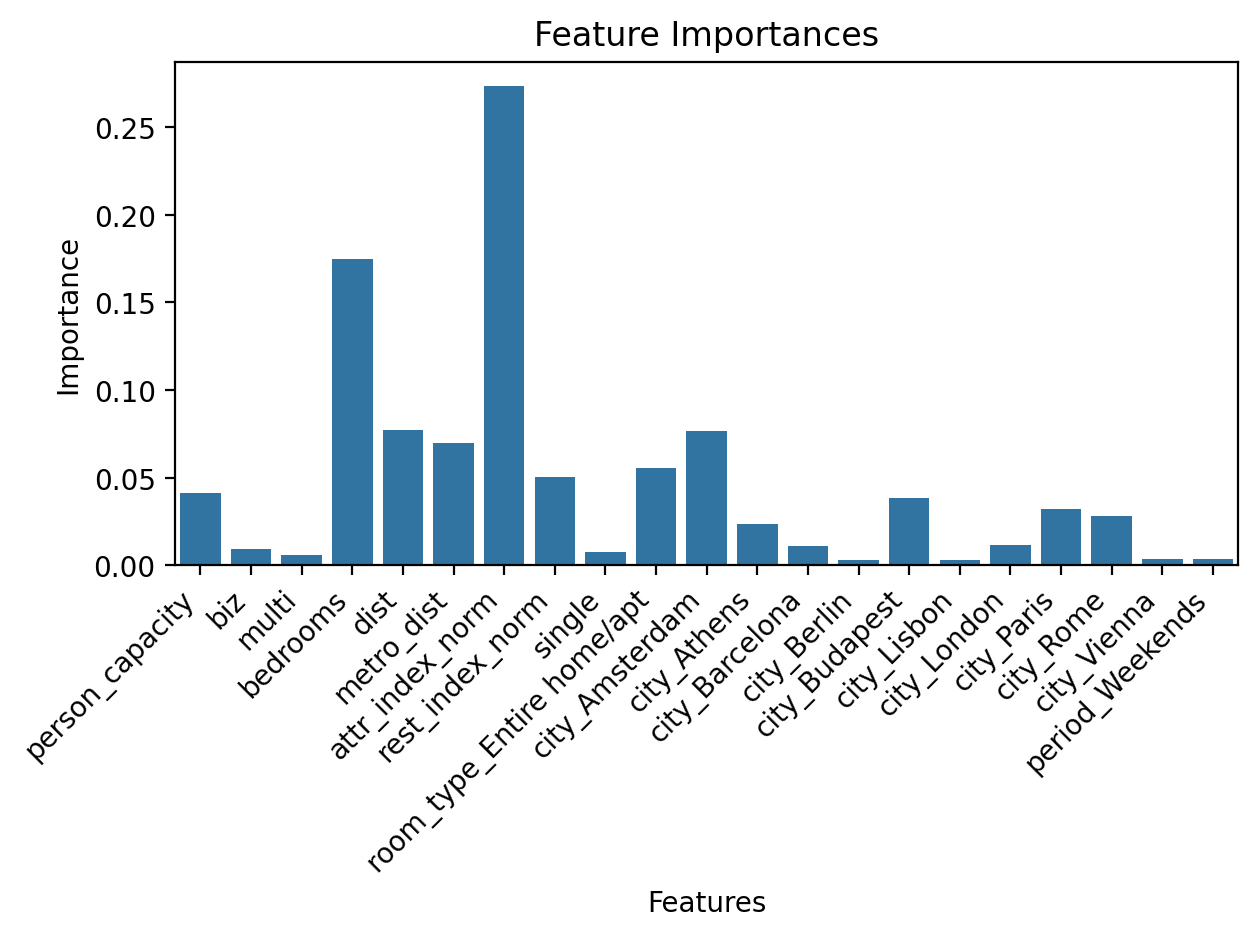 Feature Importances
Importance
0.25
0.20
0.15
0.10
0.05
0.00
person_capacity
biz
multi
bedrooms
dist
metro_dist
attr_index_norm
rest_index_norm
single
room_type_Entire home/apt
city_Amsterdam
city_Athens
city_Barcelona
city_Berlin
city_Budapest
city_Lisbon
city_London
city_Paris
city_Rome
city_Vienna
period_Weekends
Features